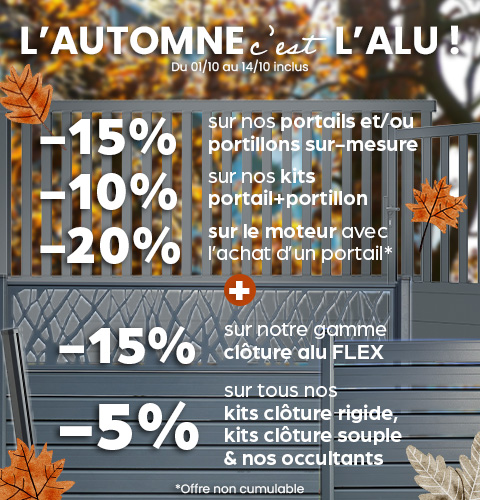 L'AUTOMNE c'est L'ALU !
Du 01/10 au 14/10 inclus
-15%
sur nos portails et/ou
portillons sur-mesure
-10%
sur nos kits
portail+portillon
-20%
sur le moteur avec
l'achat d'un portail*
+
-15%
sur notre gamme
clôture alu FLEX
-5%
sur tous nos
kits clôture rigide,
kits clôture souple
& nos occultants
*Offre non cumulable